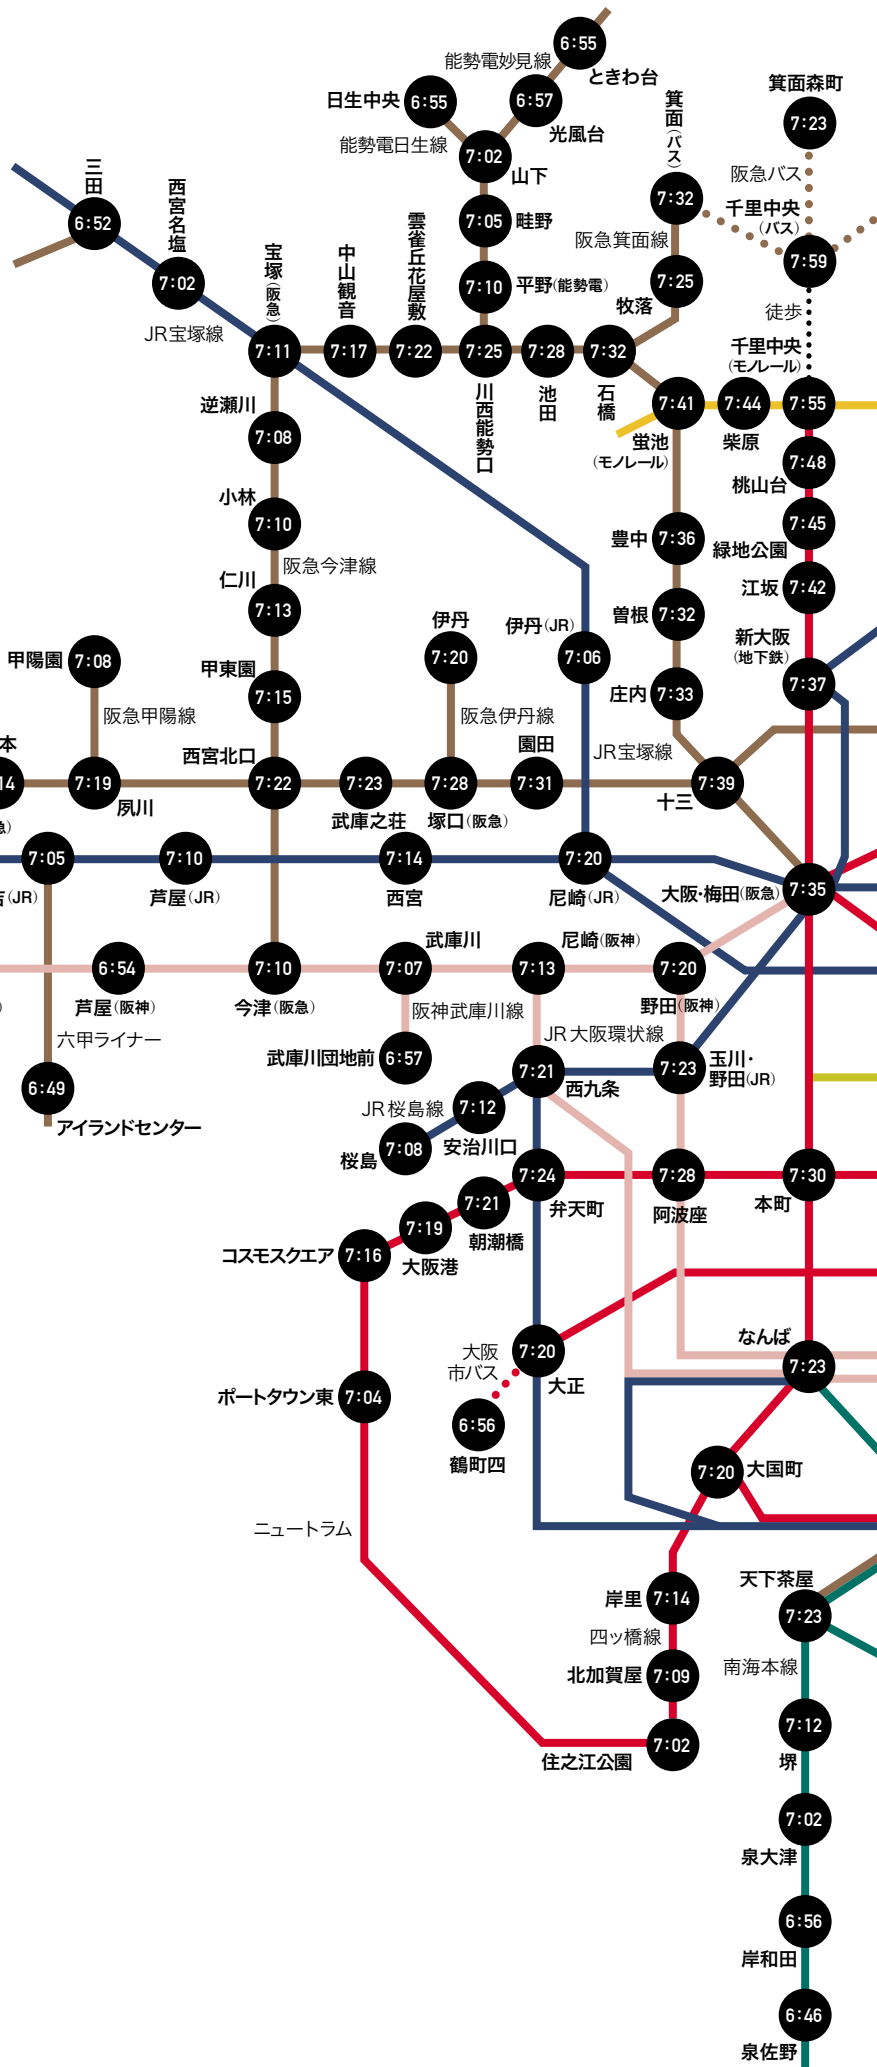 6:55
ときわ台
能勢電妙見線
日生中央
6:55
6:57
光風台
能勢電日生線
7:02
山下
箕面（バス）
箕面森町
7:23
阪急バス
三田
6:52
西宮名塩
7:02
JR宝塚線
宝塚（阪急）
7:11
中山観音
7:17
雲雀丘花屋敷
7:22
7:05
畦野
7:10
平野（能勢電）
7:25
川西能勢口
7:28
池田
7:32
石橋
7:32
阪急箕面線
7:25
牧落
千里中央
（バス）
7:59
徒歩
千里中央
（モノレール）
7:41
蛍池
（モノレール）
7:44
柴原
7:55
7:48
桃山台
7:45
緑地公園
7:42
江坂
新大阪
（地下鉄）
7:37
逆瀬川
7:08
小林
7:10
阪急今津線
仁川
7:13
甲東園
7:15
西宮北口
7:22
豊中
7:36
曽根
7:32
庄内
7:33
JR宝塚線
伊丹
7:20
阪急伊丹線
伊丹（JR）
7:06
甲陽園
7:08
阪急甲陽線
本
14
急）
7:19
夙川
7:23
武庫之荘
7:28
塚口（阪急）
園田
7:31
7:39
十三
7:05
吉（JR）
7:10
芦屋（JR）
7:14
西宮
7:20
尼崎（JR）
大阪・梅田（阪急）
7:35
）
6:54
芦屋（阪神）
7:10
今津（阪急）
武庫川
7:07
阪神武庫川線
尼崎（阪神）
7:13
7:20
野田（阪神）
六甲ライナー
6:49
アイランドセンター
武庫川団地前
6:57
JR大阪環状線
7:21
西九条
7:23
玉川・
野田（JR）
JR桜島線
7:12
安治川口
桜島
7:08
7:24
弁天町
7:28
阿波座
7:30
本町
7:21
朝潮橋
7:19
大阪港
コスモスクエア
7:16
なんば
7:23
大阪
市バス
7:20
大正
6:56
鶴町四
ポートタウン東
7:04
7:20
大国町
ニュートラム
天下茶屋
7:23
岸里
7:14
四ッ橋線
南海本線
北加賀屋
7:09
7:12
堺
住之江公園
7:02
7:02
泉大津
6:56
岸和田
6:46
泉佐野